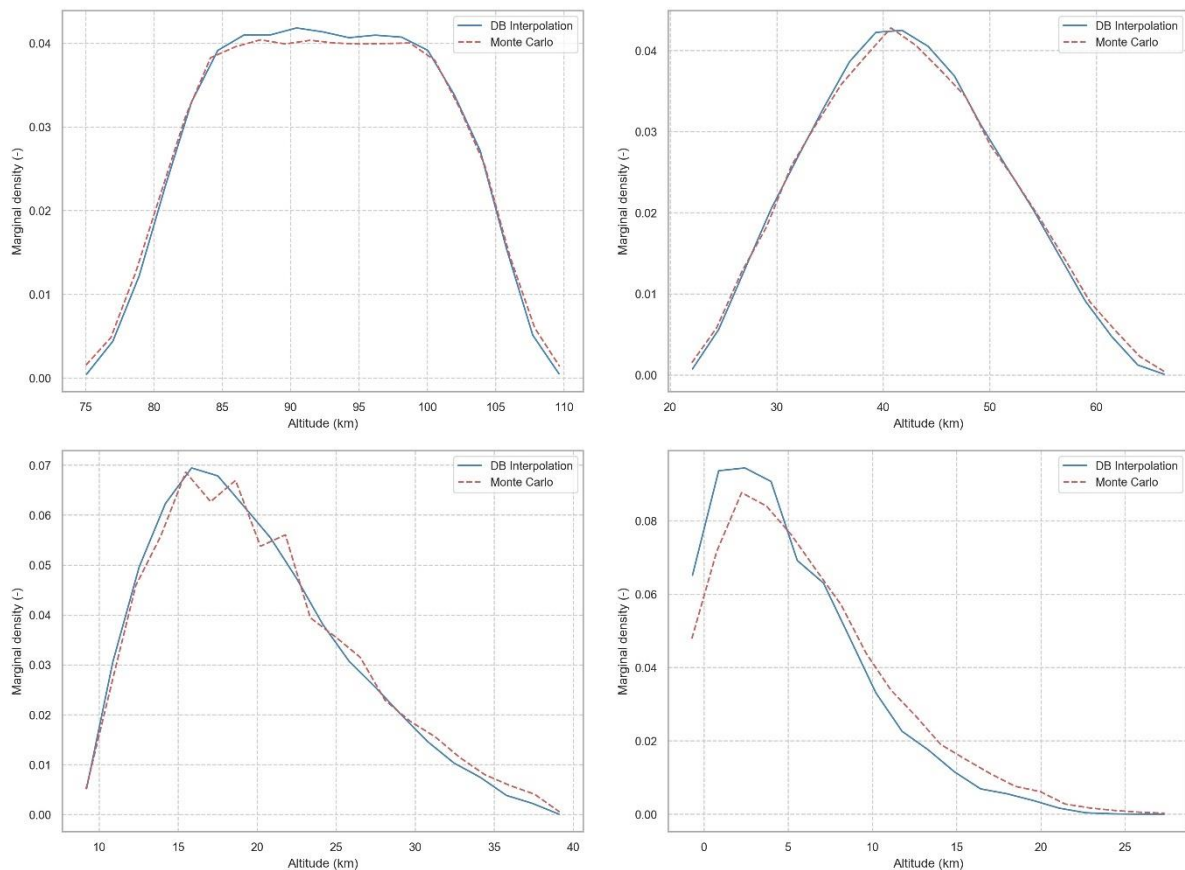 DB Interpolation
Monte Carlo
0.04
0.03
0.02
0.01
0.00
Marginal density (-)
75 80 85 90 95 100 105 110
Altitude (km)
DB Interpolation
Monte Carlo
0.04
0.03
0.02
0.01
0.00
Marginal density (-)
20 30 40 50 60
Altitude (km)
DB Interpolation
Monte Carlo
0.07
0.06
0.05
0.04
0.03
0.02
0.01
0.00
Marginal density (-)
10 15 20 25 30 35 40
Altitude (km)
DB Interpolation
Monte Carlo
0.08
0.06
0.04
0.02
0.00
Marginal density (-)
0 5 10 15 20 25
Altitude (km)